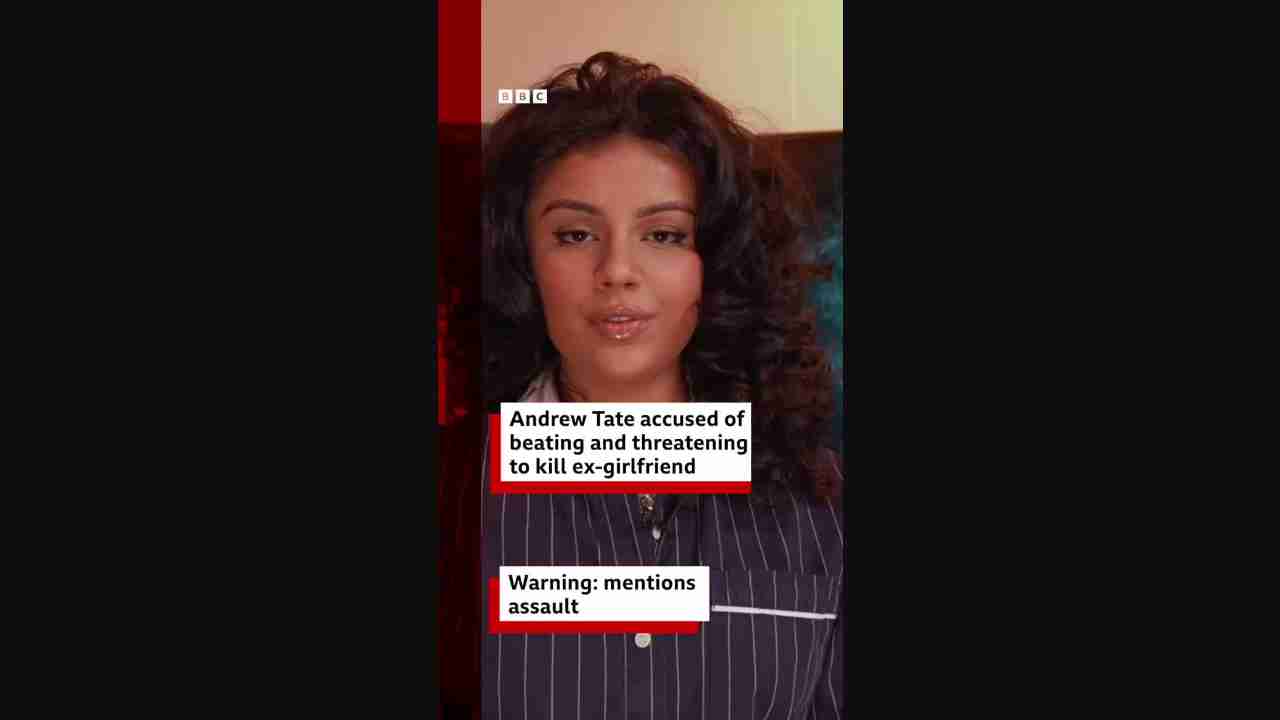 BBC
Andrew Tate accused of
beating and threatening
to kill ex-girlfriend
Warning: mentions
assault